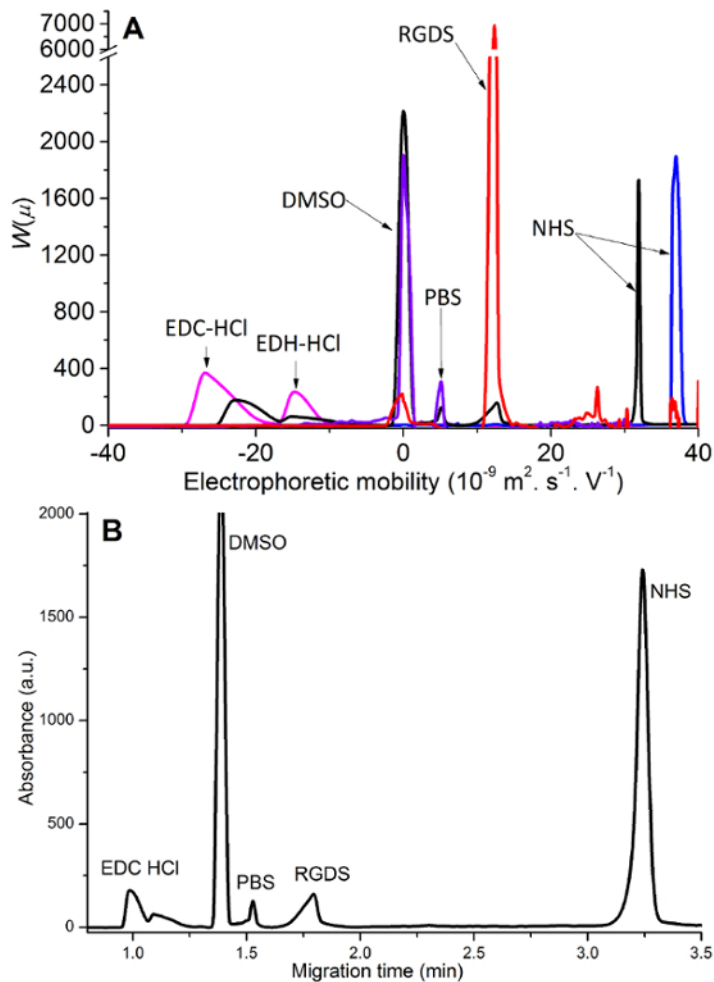 A
7000
6000
2400
2000
1600
1200
800
400
0
W(μ)
RGDS
DMSO
NHS
PBS
EDC-HCl
EDH-HCl
-40
-20
0
20
40
Electrophoretic mobility (10⁻⁹ m². s⁻¹. V⁻¹)
B
2000
1500
1000
500
0
Absorbance (a.u.)
DMSO
NHS
EDC HCl
PBS
RGDS
1.0
1.5
2.0
2.5
3.0
3.5
Migration time (min)